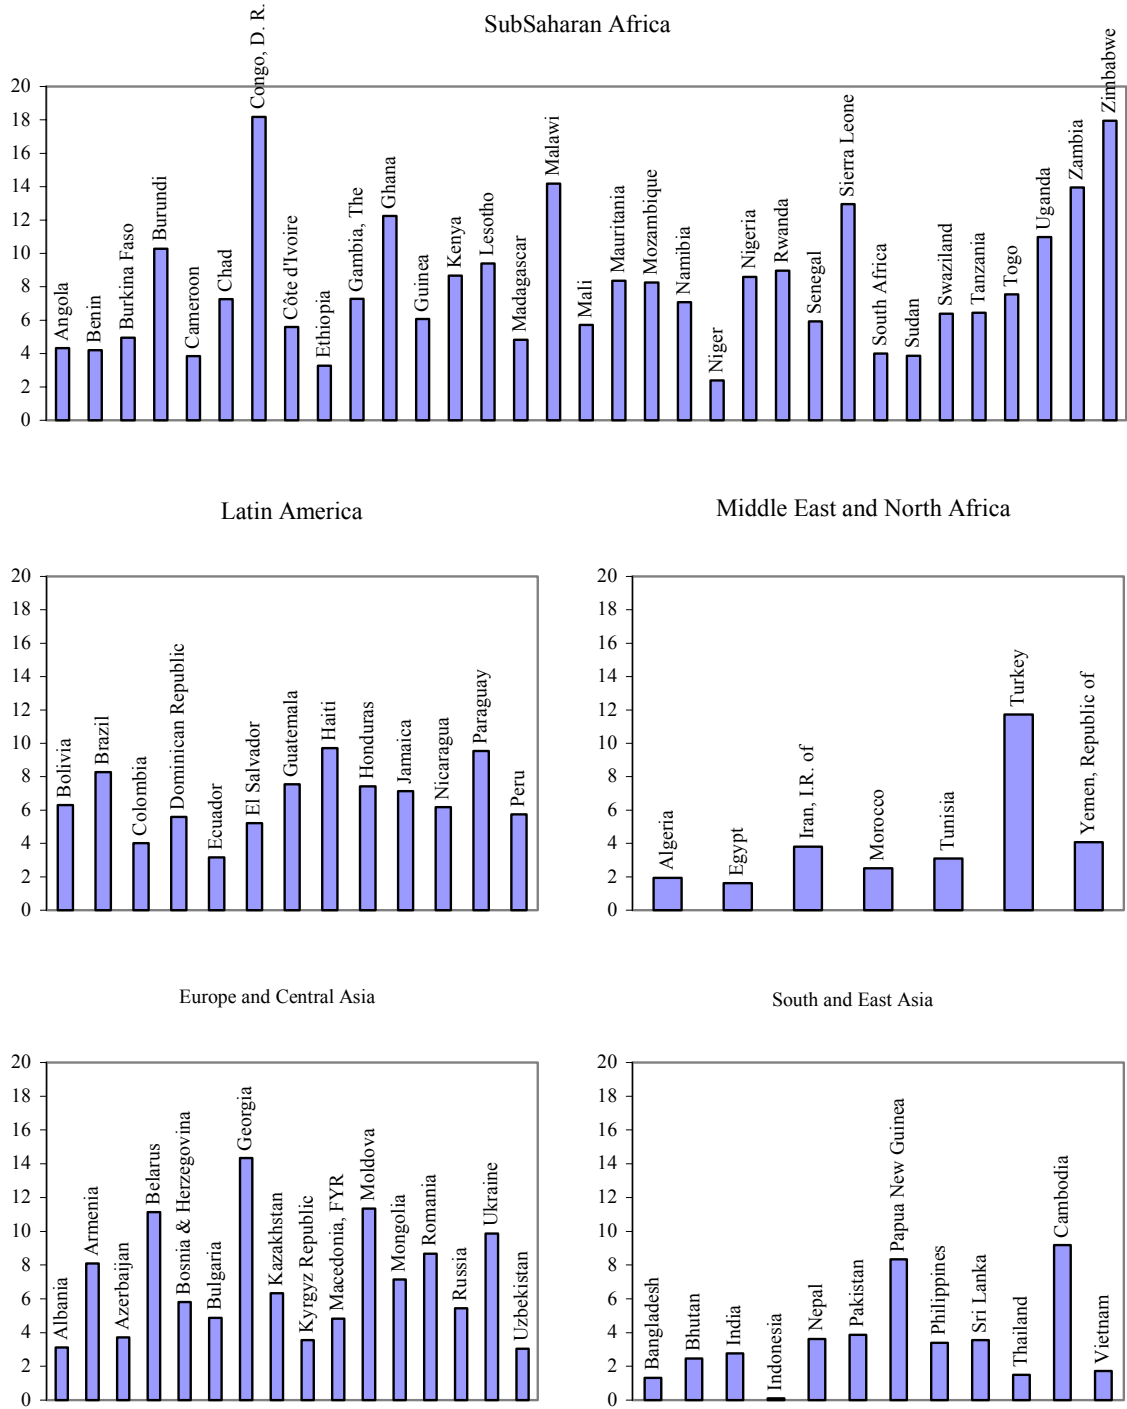 SubSaharan Africa
20
18
16
14
12
10
8
6
4
2
0
Angola
Benin
Burkina Faso
Burundi
Cameroon
Chad
Congo, D. R.
Côte d'Ivoire
Ethiopia
Gambia, The
Ghana
Guinea
Kenya
Lesotho
Madagascar
Malawi
Mali
Mauritania
Mozambique
Namibia
Niger
Nigeria
Rwanda
Senegal
Sierra Leone
South Africa
Sudan
Swaziland
Tanzania
Togo
Uganda
Zambia
Zimbabwe
Latin America
20
18
16
14
12
10
8
6
4
2
0
Bolivia
Brazil
Colombia
Dominican Republic
Ecuador
El Salvador
Guatemala
Haiti
Honduras
Jamaica
Nicaragua
Paraguay
Peru
Middle East and North Africa
20
18
16
14
12
10
8
6
4
2
0
Algeria
Egypt
Iran, I.R. of
Morocco
Tunisia
Turkey
Yemen, Republic of
Europe and Central Asia
20
18
16
14
12
10
8
6
4
2
0
Albania
Armenia
Azerbaijan
Belarus
Bosnia & Herzegovina
Bulgaria
Georgia
Kazakhstan
Kyrgyz Republic
Macedonia, FYR
Moldova
Mongolia
Romania
Russia
Ukraine
Uzbekistan
South and East Asia
20
18
16
14
12
10
8
6
4
2
0
Bangladesh
Bhutan
India
Indonesia
Nepal
Pakistan
Papua New Guinea
Philippines
Sri Lanka
Thailand
Cambodia
Vietnam